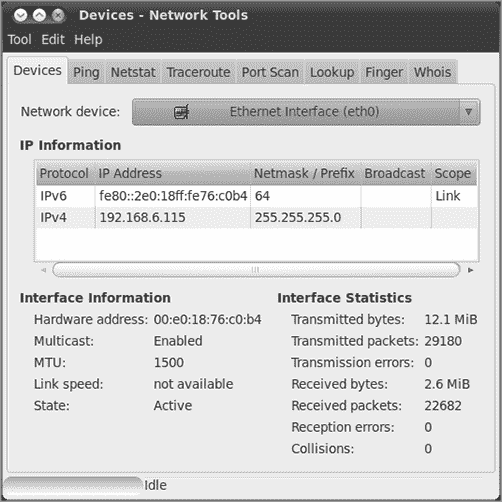 Devices - Network Tools
Tool Edit Help
Devices Ping Netstat Traceroute Port Scan Lookup Finger Whois
Network device: Ethernet Interface (eth0)
IP Information
Protocol IP Address Netmask / Prefix Broadcast Scope
IPv6 fe80::2e0:18ff:fe76:c0b4 64 Link
IPv4 192.168.6.115 255.255.255.0
Interface Information Interface Statistics
Hardware address: 00:e0:18:76:c0:b4 Transmitted bytes: 12.1 MiB
Multicast: Enabled Transmitted packets: 29180
MTU: 1500 Transmission errors: 0
Link speed: not available Received bytes: 2.6 MiB
State: Active Received packets: 22682
Reception errors: 0
Collisions: 0
Idle